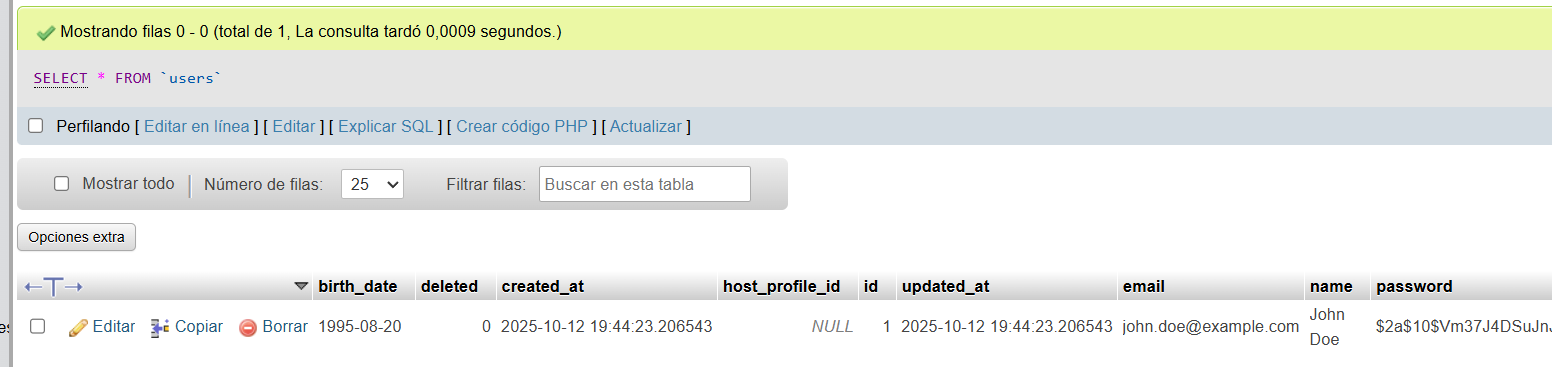 Mostrando filas 0 - 0 (total de 1, La consulta tardó 0,0009 segundos.)
SELECT * FROM `users`
Perfilando [ Editar en línea ] [ Editar ] [ Explicar SQL ] [ Crear código PHP ] [ Actualizar ]
Mostrar todo Número de filas: 25 Filtrar filas: Buscar en esta tabla
Opciones extra
←T→ birth_date deleted created_at host_profile_id id updated_at email name password
Editar Copiar Borrar 1995-08-20 0 2025-10-12 19:44:23.206543 NULL 1 2025-10-12 19:44:23.206543 john.doe@example.com John Doe